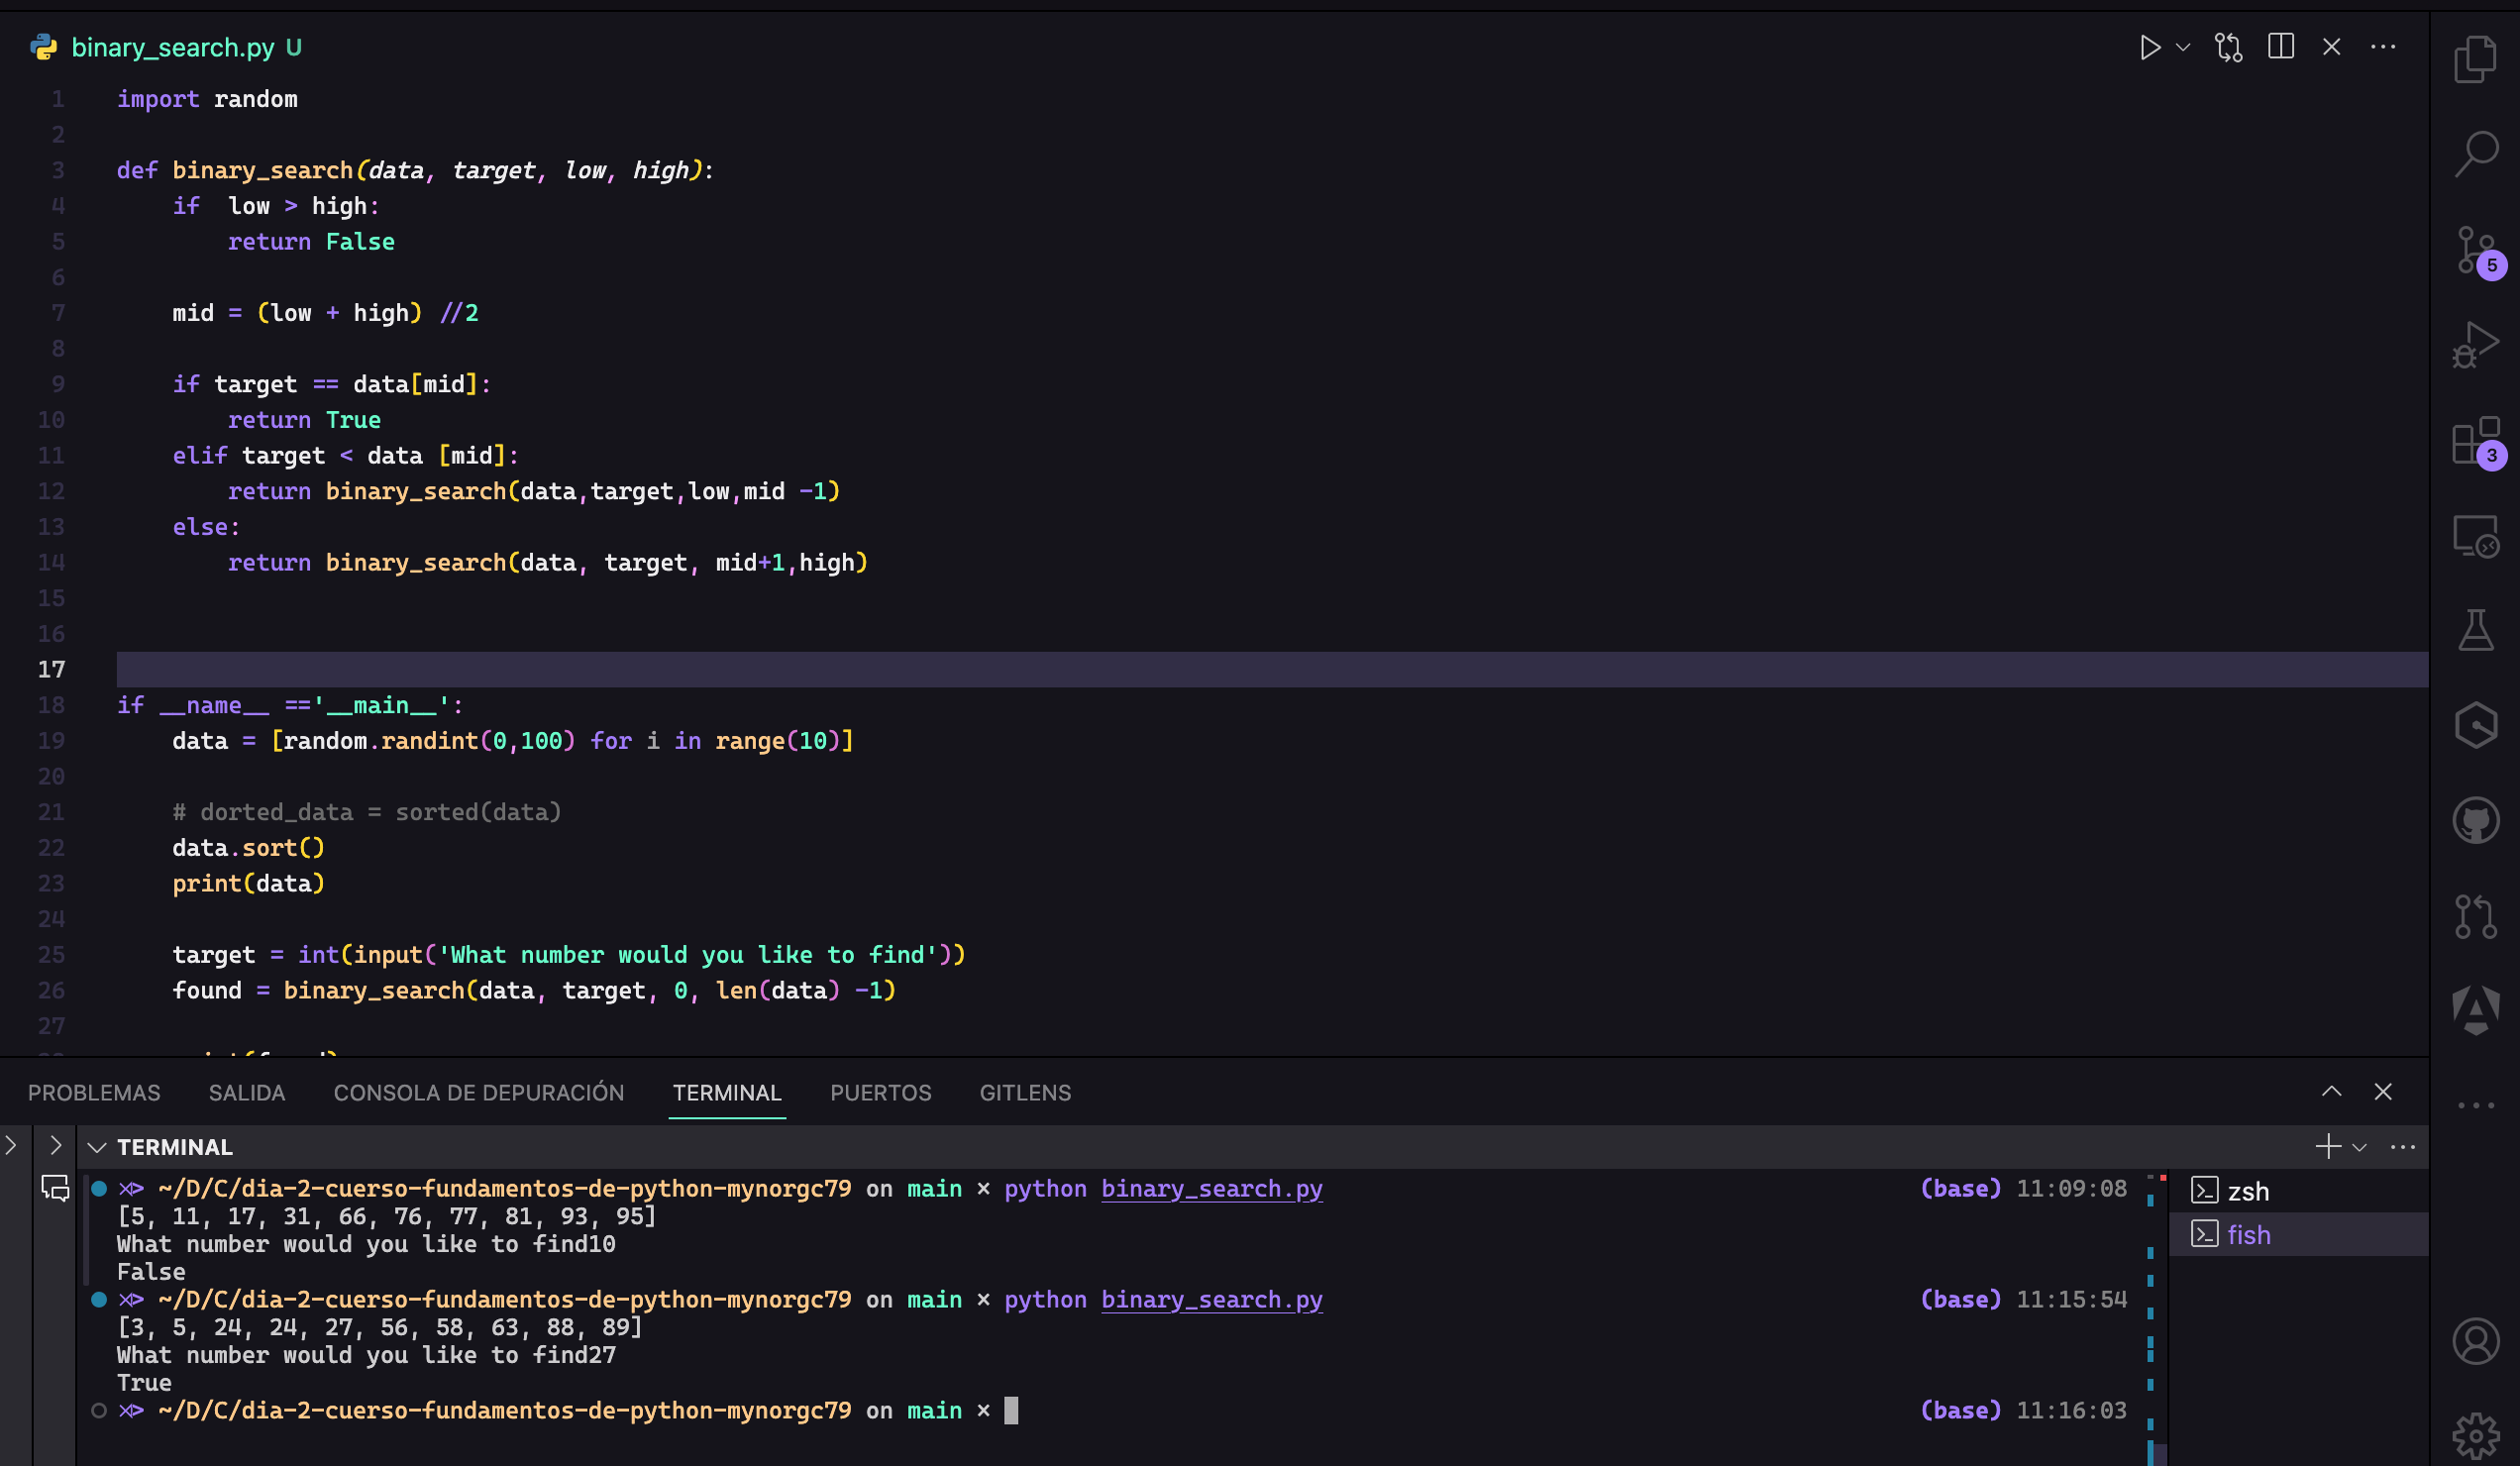 binary_search.py U
1 import random
2
3 def binary_search(data, target, low, high):
4 if  low > high:
5 return False
6
7 mid = (low + high) //2
8
9 if target == data[mid]:
10 return True
11 elif target < data [mid]:
12 return binary_search(data,target,low,mid -1)
13 else:
14 return binary_search(data, target, mid+1,high)
15
16
17
18 if __name__ =='__main__':
19 data = [random.randint(0,100) for i in range(10)]
20
21 # dorted_data = sorted(data)
22 data.sort()
23 print(data)
24
25 target = int(input('What number would you like to find'))
26 found = binary_search(data, target, 0, len(data) -1)
27
5
3
PROBLEMAS SALIDA CONSOLA DE DEPURACIÓN TERMINAL PUERTOS GITLENS
TERMINAL
~/D/C/dia-2-cuerso-fundamentos-de-python-mynorgc79 on main × python binary_search.py (base) 11:09:08
[5, 11, 17, 31, 66, 76, 77, 81, 93, 95]
What number would you like to find10
False
~/D/C/dia-2-cuerso-fundamentos-de-python-mynorgc79 on main × python binary_search.py (base) 11:15:54
[3, 5, 24, 24, 27, 56, 58, 63, 88, 89]
What number would you like to find27
True
~/D/C/dia-2-cuerso-fundamentos-de-python-mynorgc79 on main × (base) 11:16:03
zsh
fish